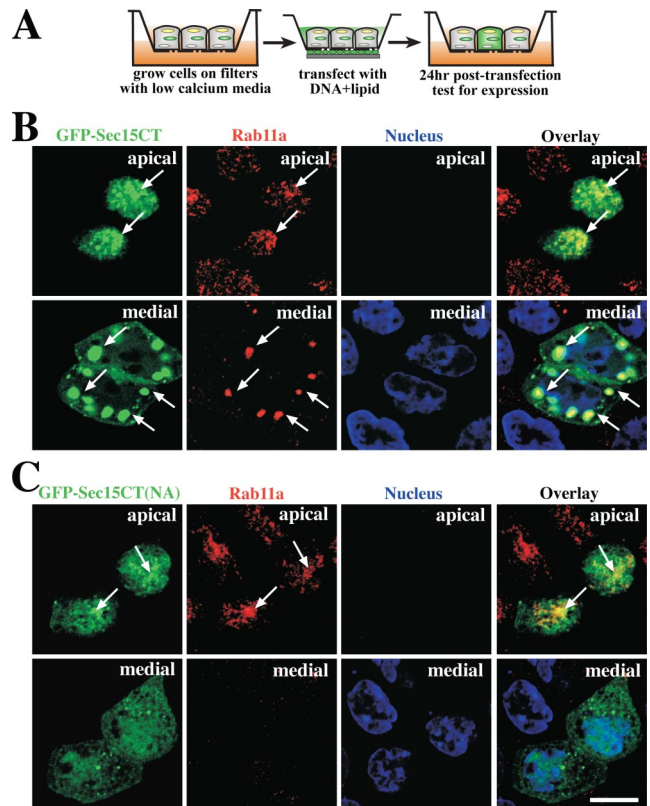 A
grow cells on filters
with low calcium media
transfect with
DNA+lipid
24hr post-transfection
test for expression
B
GFP-Sec15CT Rab11a Nucleus Overlay
apical apical apical apical
medial medial medial medial
C
GFP-Sec15CT(NA) Rab11a Nucleus Overlay
apical apical apical apical
medial medial medial medial